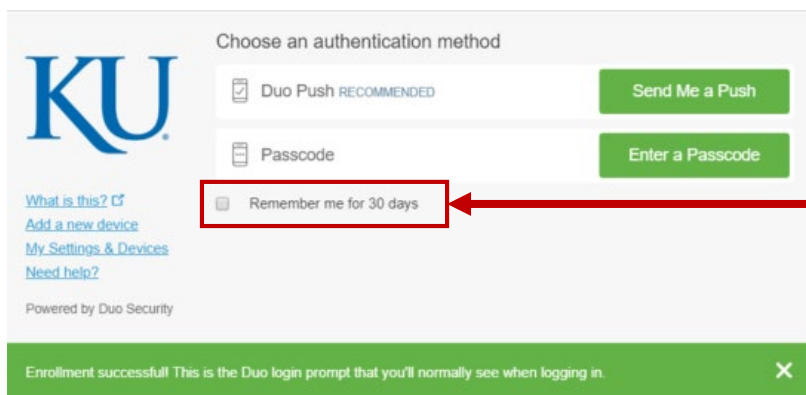 Choose an authentication method
KU
Duo Push RECOMMENDED
Send Me a Push
Passcode
Enter a Passcode
Remember me for 30 days
What is this?
Add a new device
My Settings & Devices
Need help?
Powered by Duo Security
Enrollment successful! This is the Duo login prompt that you'll normally see when logging in.